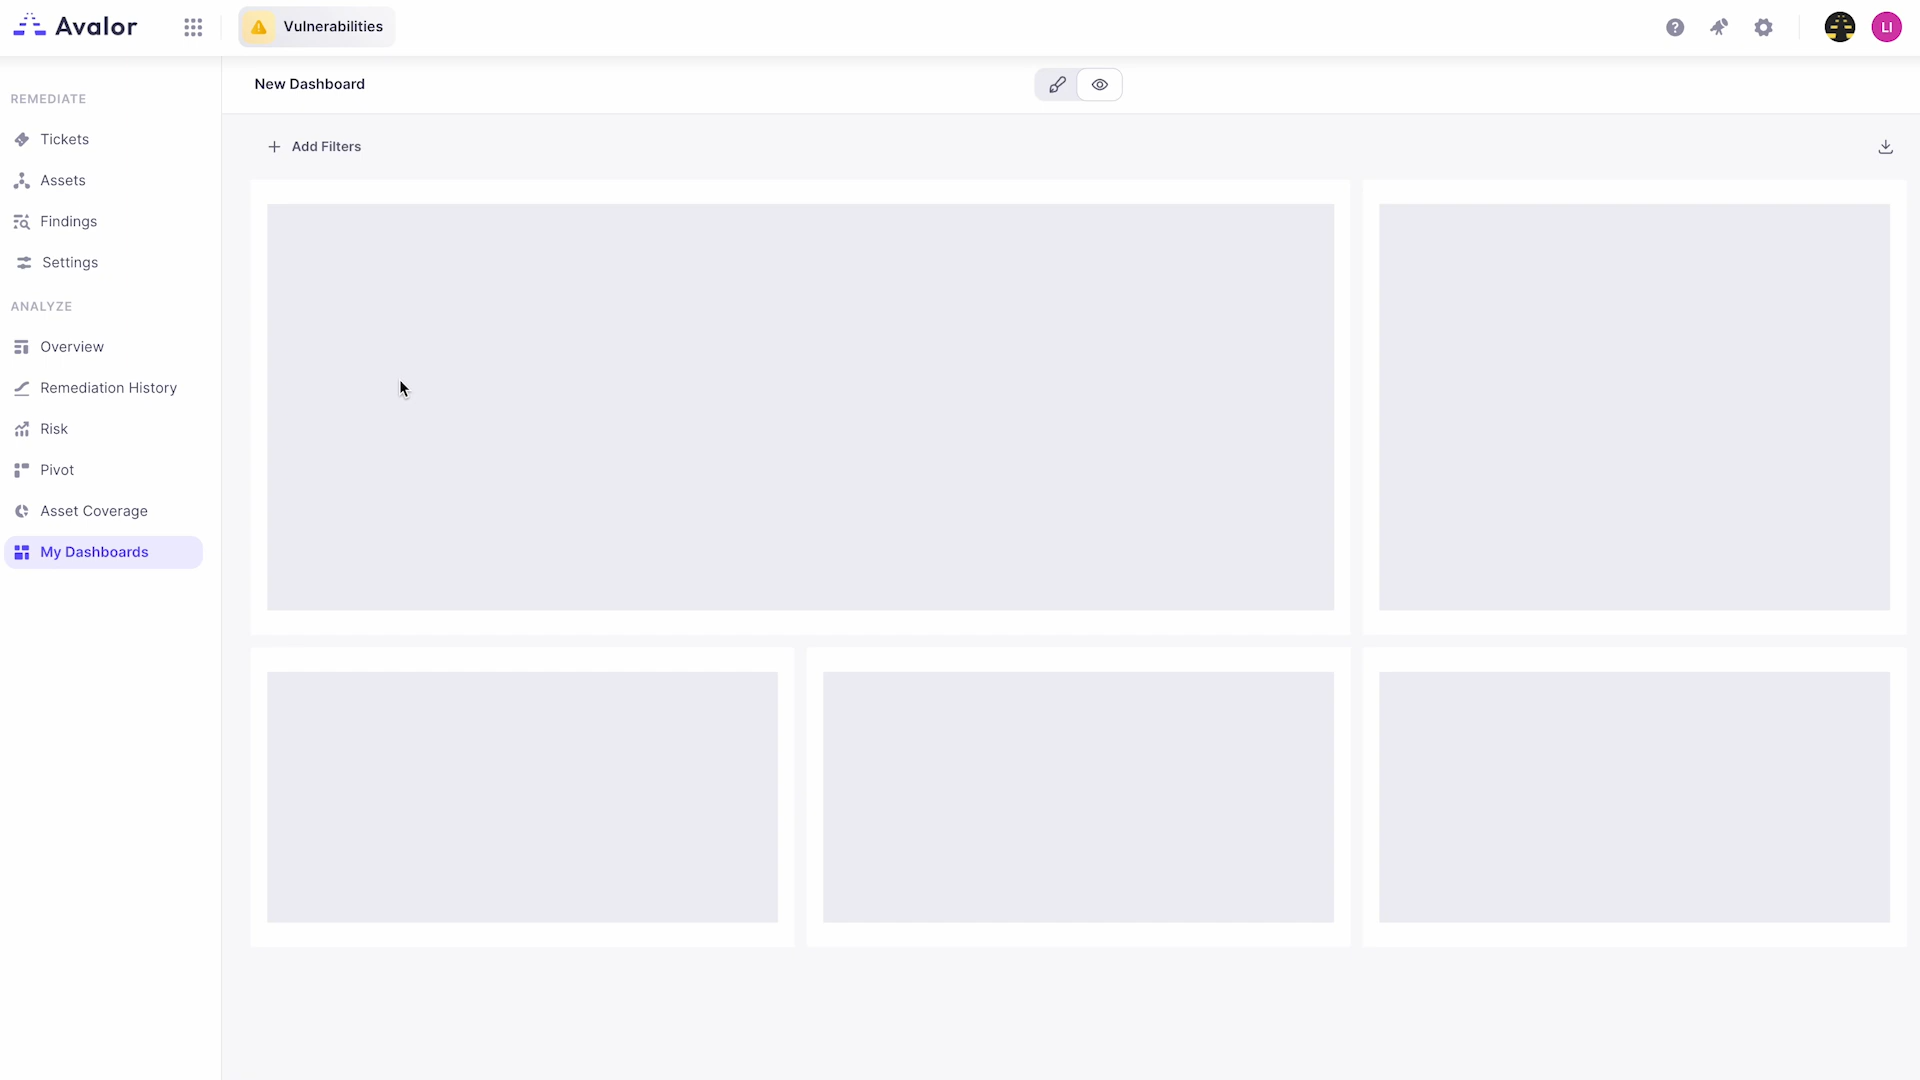 Avalor
Vulnerabilities
LI
New Dashboard
REMEDIATE
Tickets
Assets
Findings
Settings
ANALYZE
Overview
Remediation History
Risk
Pivot
Asset Coverage
My Dashboards
Add Filters